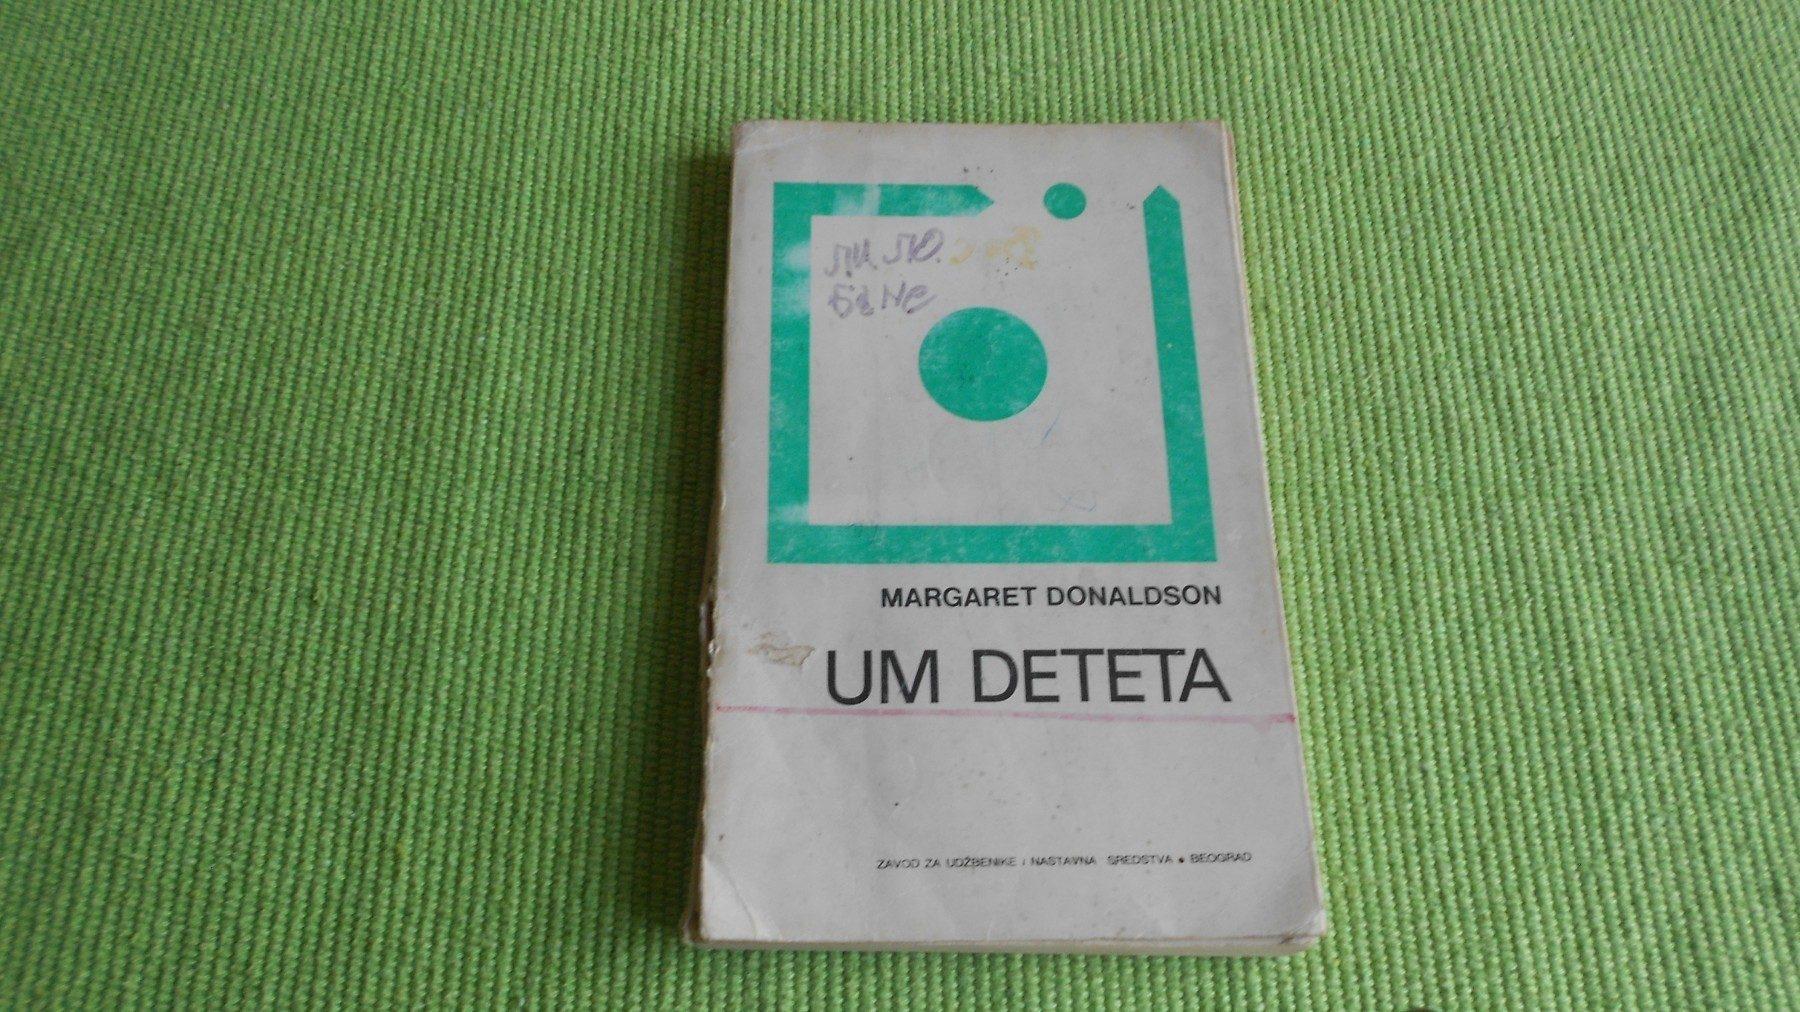 MARGARET DONALDSON
UM DETETA
ZAVOD ZA UDŽBENIKE I NASTAVNA SREDSTVA • BEOGRAD